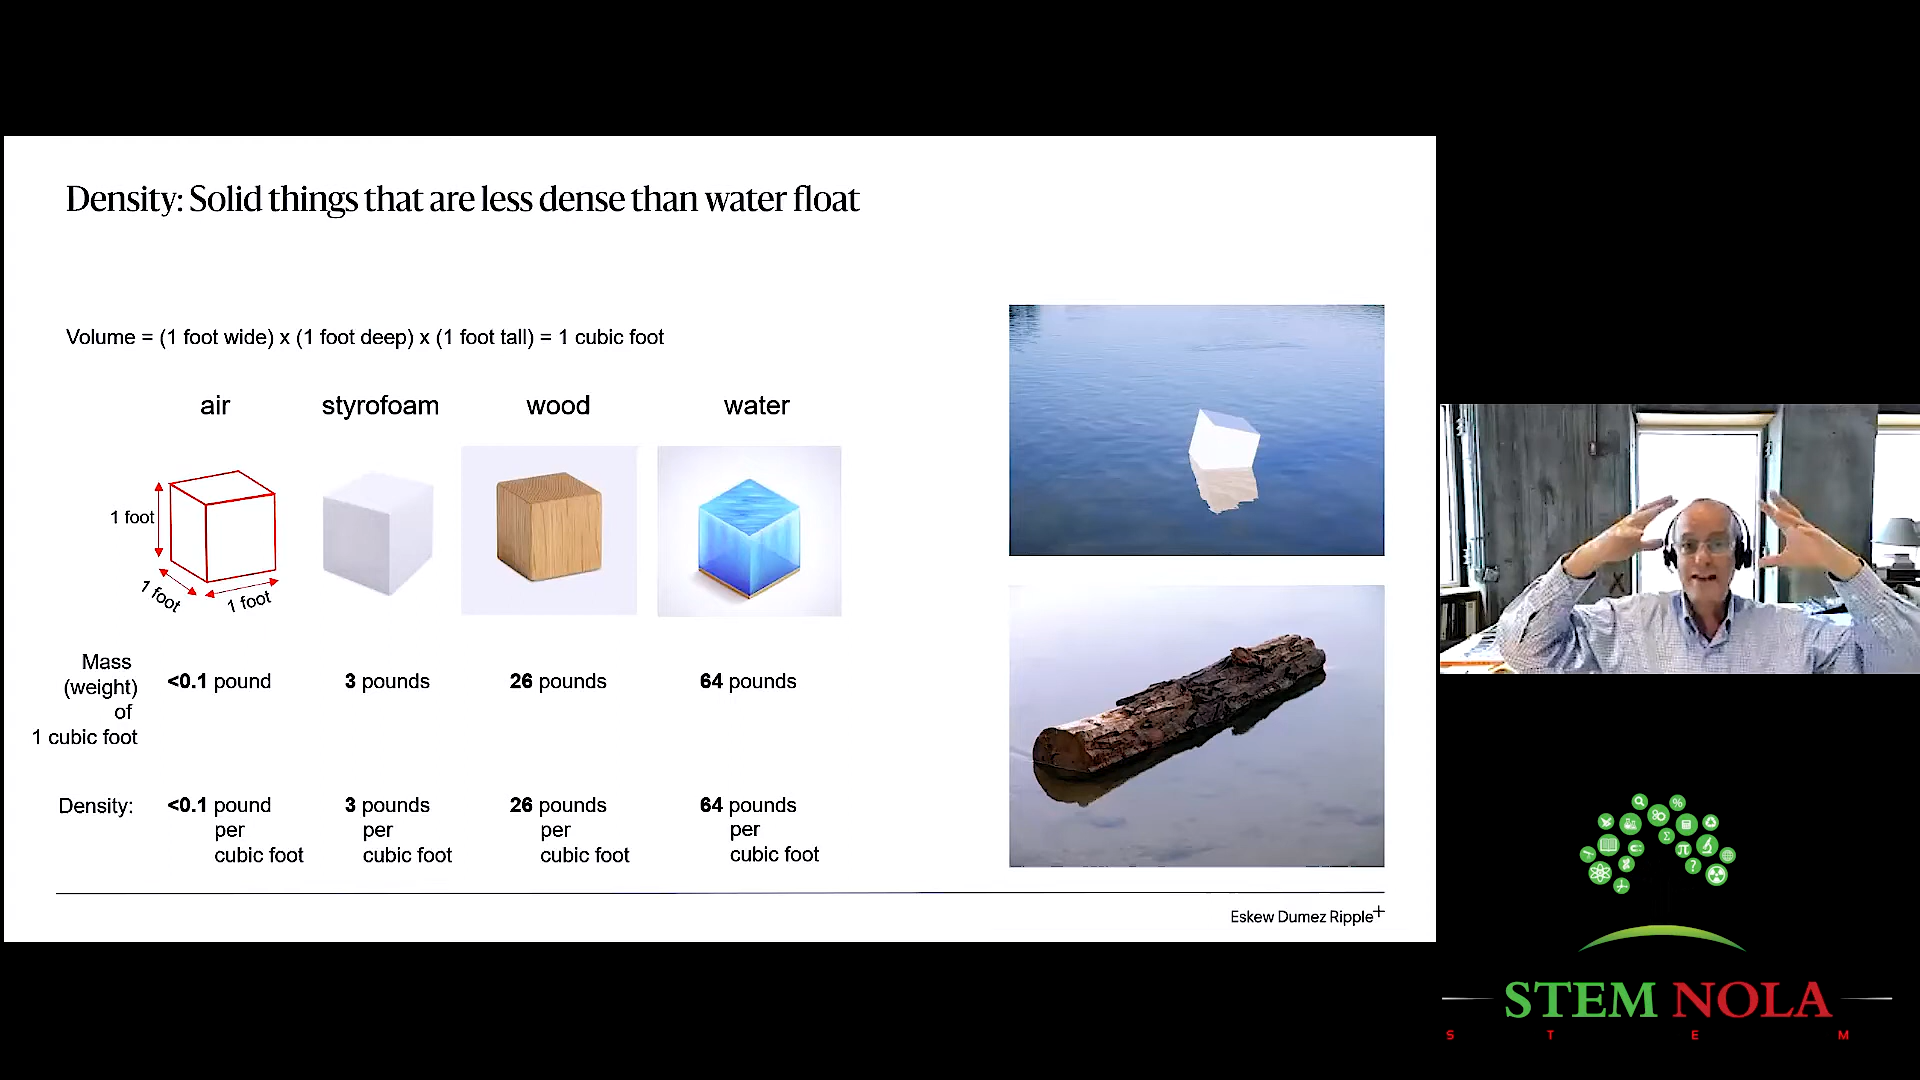 Density: Solid things that are less dense than water float
Volume = (1 foot wide) x (1 foot deep) x (1 foot tall) = 1 cubic foot
air styrofoam wood water
1 foot
1 foot
1 foot
Mass
(weight)
of
1 cubic foot
<0.1 pound 3 pounds 26 pounds 64 pounds
Density:
<0.1 pound
per
cubic foot
3 pounds
per
cubic foot
26 pounds
per
cubic foot
64 pounds
per
cubic foot
Eskew Dumez Ripple+
STEM NOLA
S T E M